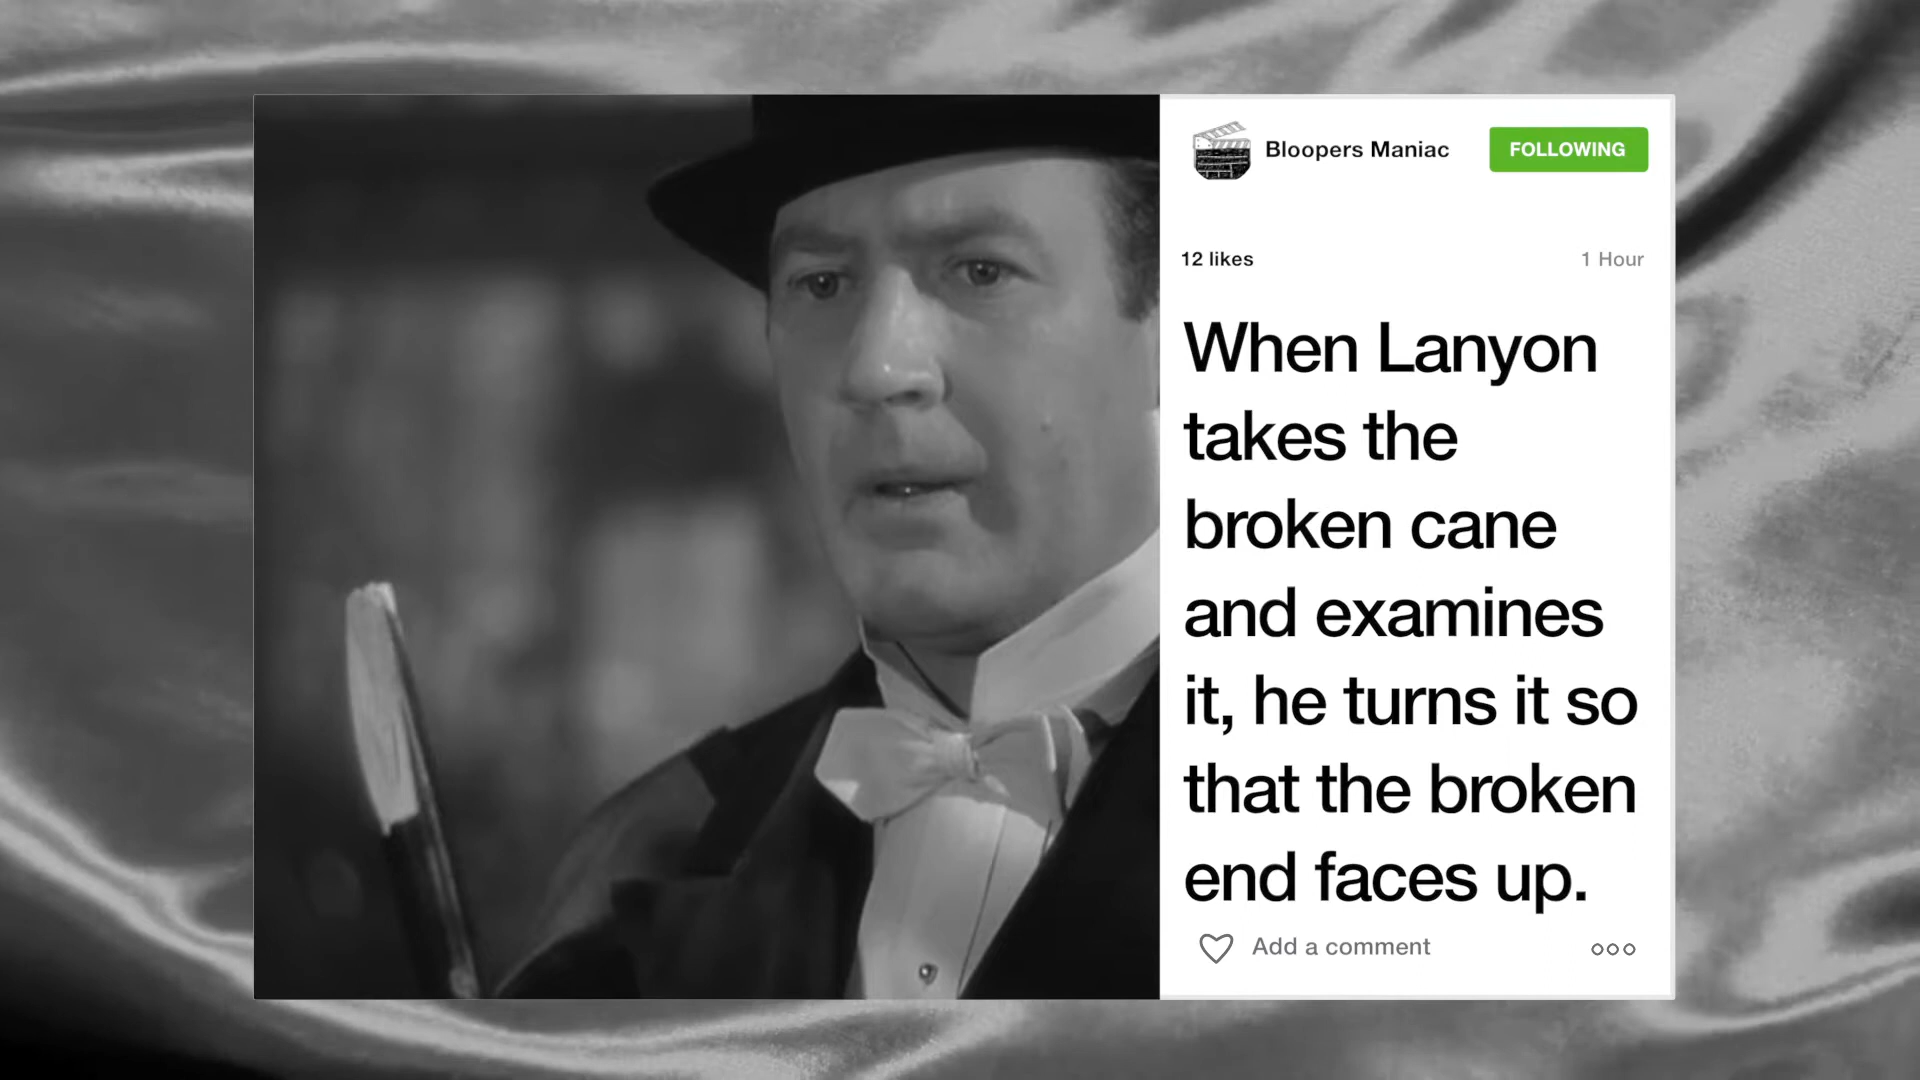 Bloopers Maniac
FOLLOWING
12 likes
1 Hour
When Lanyon
takes the
broken cane
and examines
it, he turns it so
that the broken
end faces up.
Add a comment